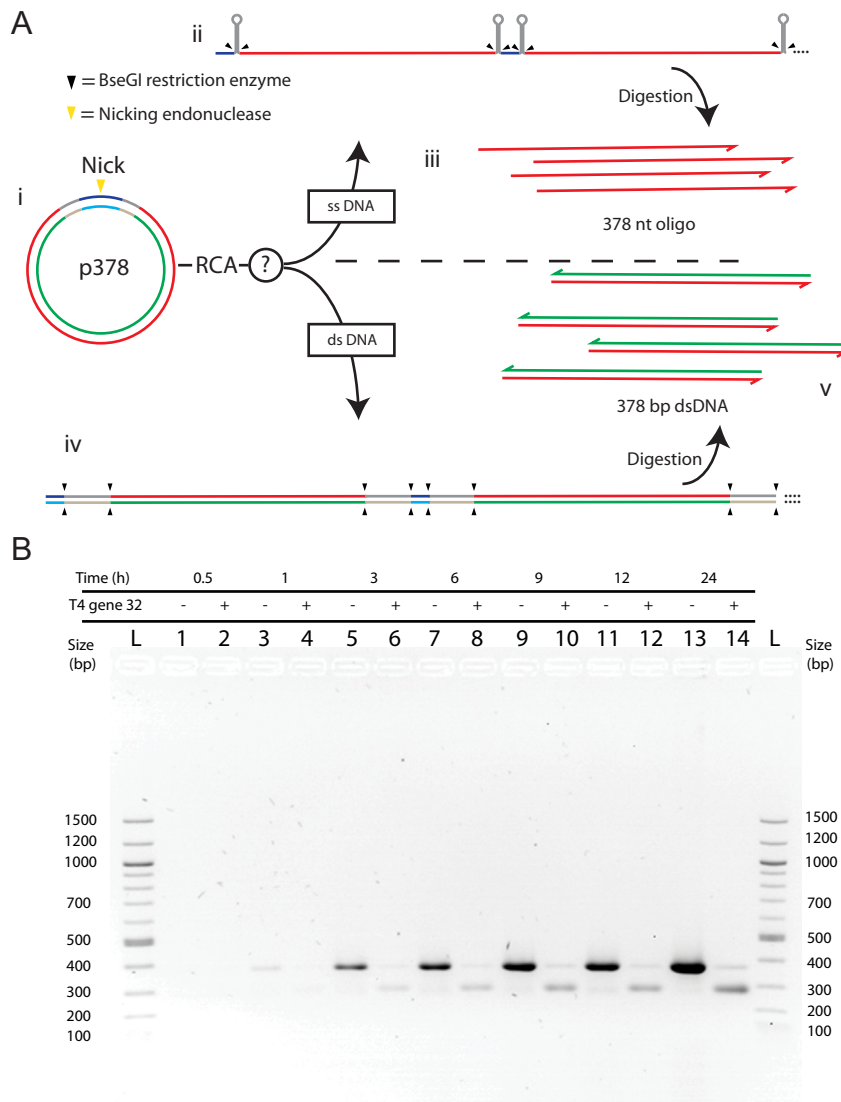 A
ii
= BseGI restriction enzyme
= Nicking endonuclease
Digestion
Nick
iii
i
ss DNA
378 nt oligo
p378
RCA
?
ds DNA
378 bp dsDNA
v
iv
Digestion
B
Time (h) 0.5 1 3 6 9 12 24
T4 gene 32 - + - + - + - + - + - + - +
Size (bp) L 1 2 3 4 5 6 7 8 9 10 11 12 13 14 L Size (bp)
1500 1500
1200 1200
1000 1000
700 700
500 500
400 400
300 300
200 200
100 100